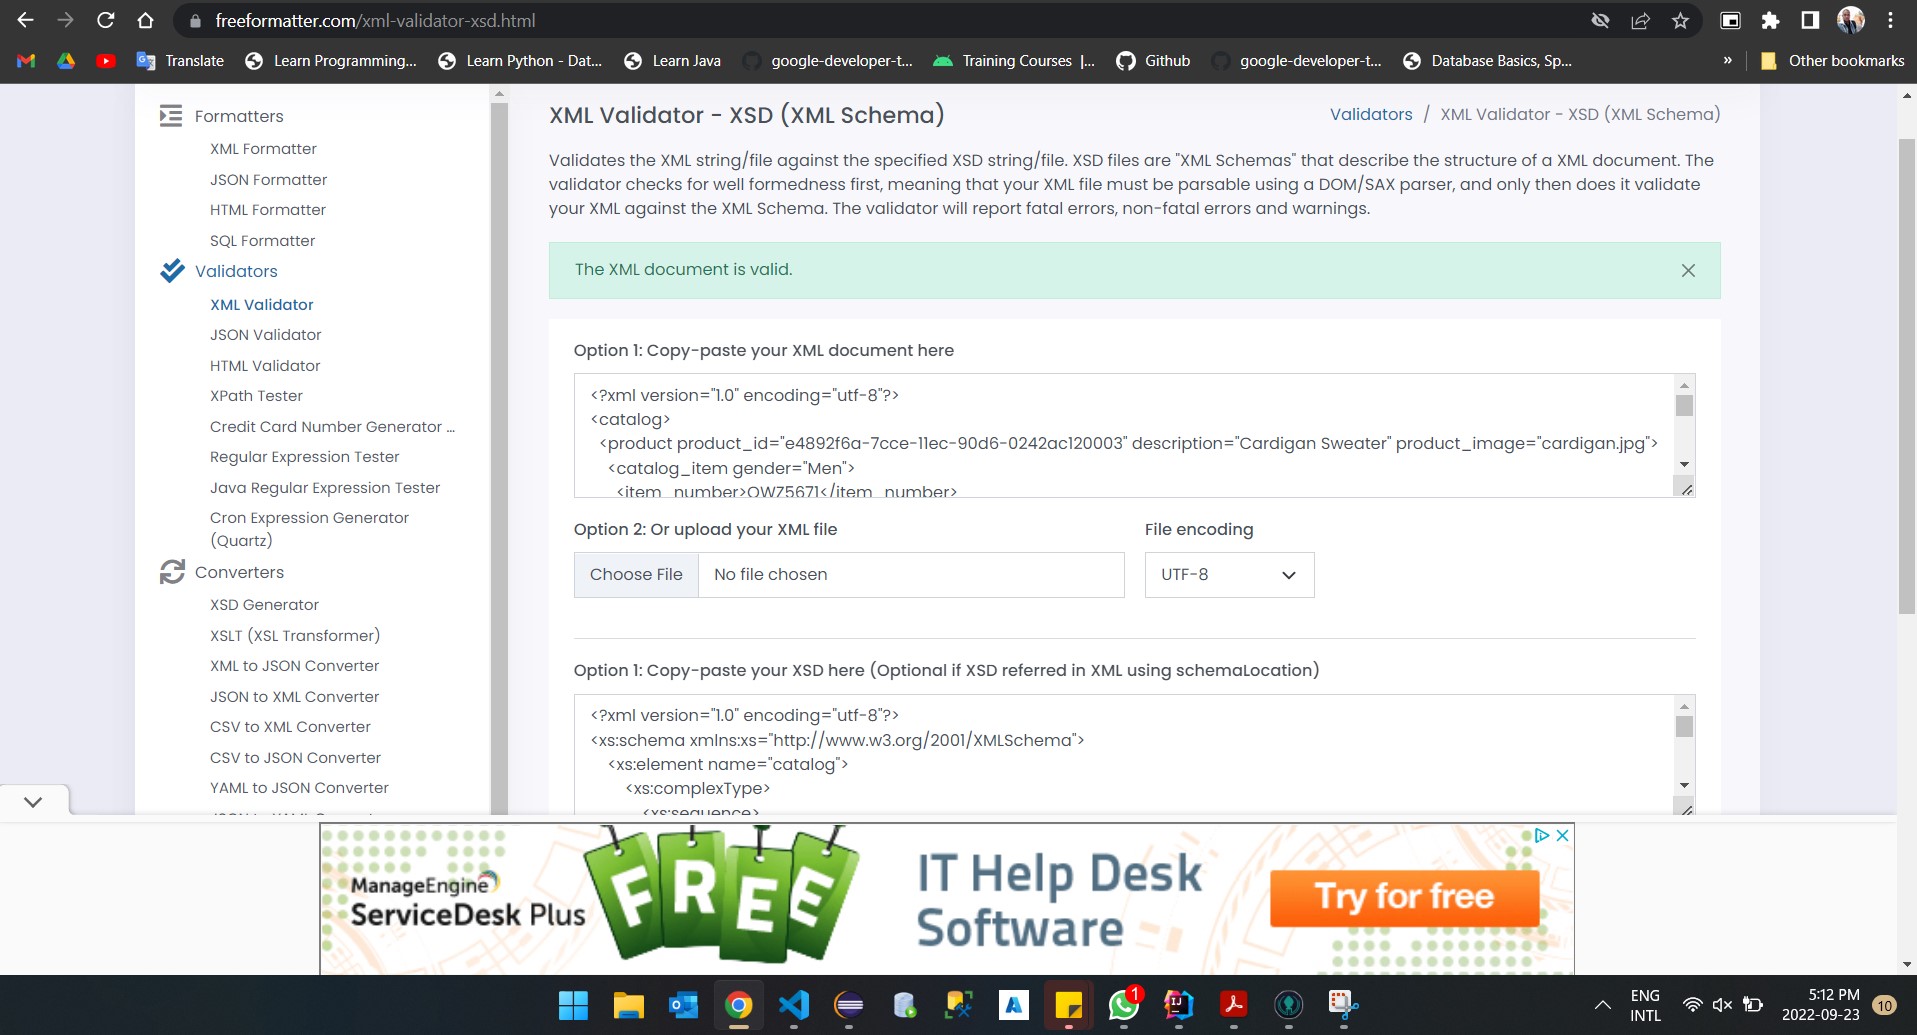 freeformatter.com/xml-validator-xsd.html
Translate
Learn Programming...
Learn Python - Dat...
Learn Java
google-developer-t...
Training Courses |...
Github
google-developer-t...
Database Basics, Sp...
»
Other bookmarks
Formatters
XML Formatter
JSON Formatter
HTML Formatter
SQL Formatter
Validators
XML Validator
JSON Validator
HTML Validator
XPath Tester
Credit Card Number Generator ...
Regular Expression Tester
Java Regular Expression Tester
Cron Expression Generator
(Quartz)
Converters
XSD Generator
XSLT (XSL Transformer)
XML to JSON Converter
JSON to XML Converter
CSV to XML Converter
CSV to JSON Converter
YAML to JSON Converter
XML Validator - XSD (XML Schema)
Validators / XML Validator - XSD (XML Schema)
Validates the XML string/file against the specified XSD string/file. XSD files are "XML Schemas" that describe the structure of a XML document. The
validator checks for well formedness first, meaning that your XML file must be parsable using a DOM/SAX parser, and only then does it validate
your XML against the XML Schema. The validator will report fatal errors, non-fatal errors and warnings.
The XML document is valid.
Option 1: Copy-paste your XML document here
<?xml version="1.0" encoding="utf-8"?>
<catalog>
<product product_id="e4892f6a-7cce-11ec-90d6-0242ac120003" description="Cardigan Sweater" product_image="cardigan.jpg">
<catalog_item gender="Men">
<item_number>QWZ5671</item_number>
Option 2: Or upload your XML file
File encoding
Choose File
No file chosen
UTF-8
Option 1: Copy-paste your XSD here (Optional if XSD referred in XML using schemaLocation)
<?xml version="1.0" encoding="utf-8"?>
<xs:schema xmlns:xs="http://www.w3.org/2001/XMLSchema">
<xs:element name="catalog">
<xs:complexType>
<xs:sequence>
ManageEngine
ServiceDesk Plus
FREE
IT Help Desk
Software
Try for free
1
ENG
INTL
5:12 PM
2022-09-23
10